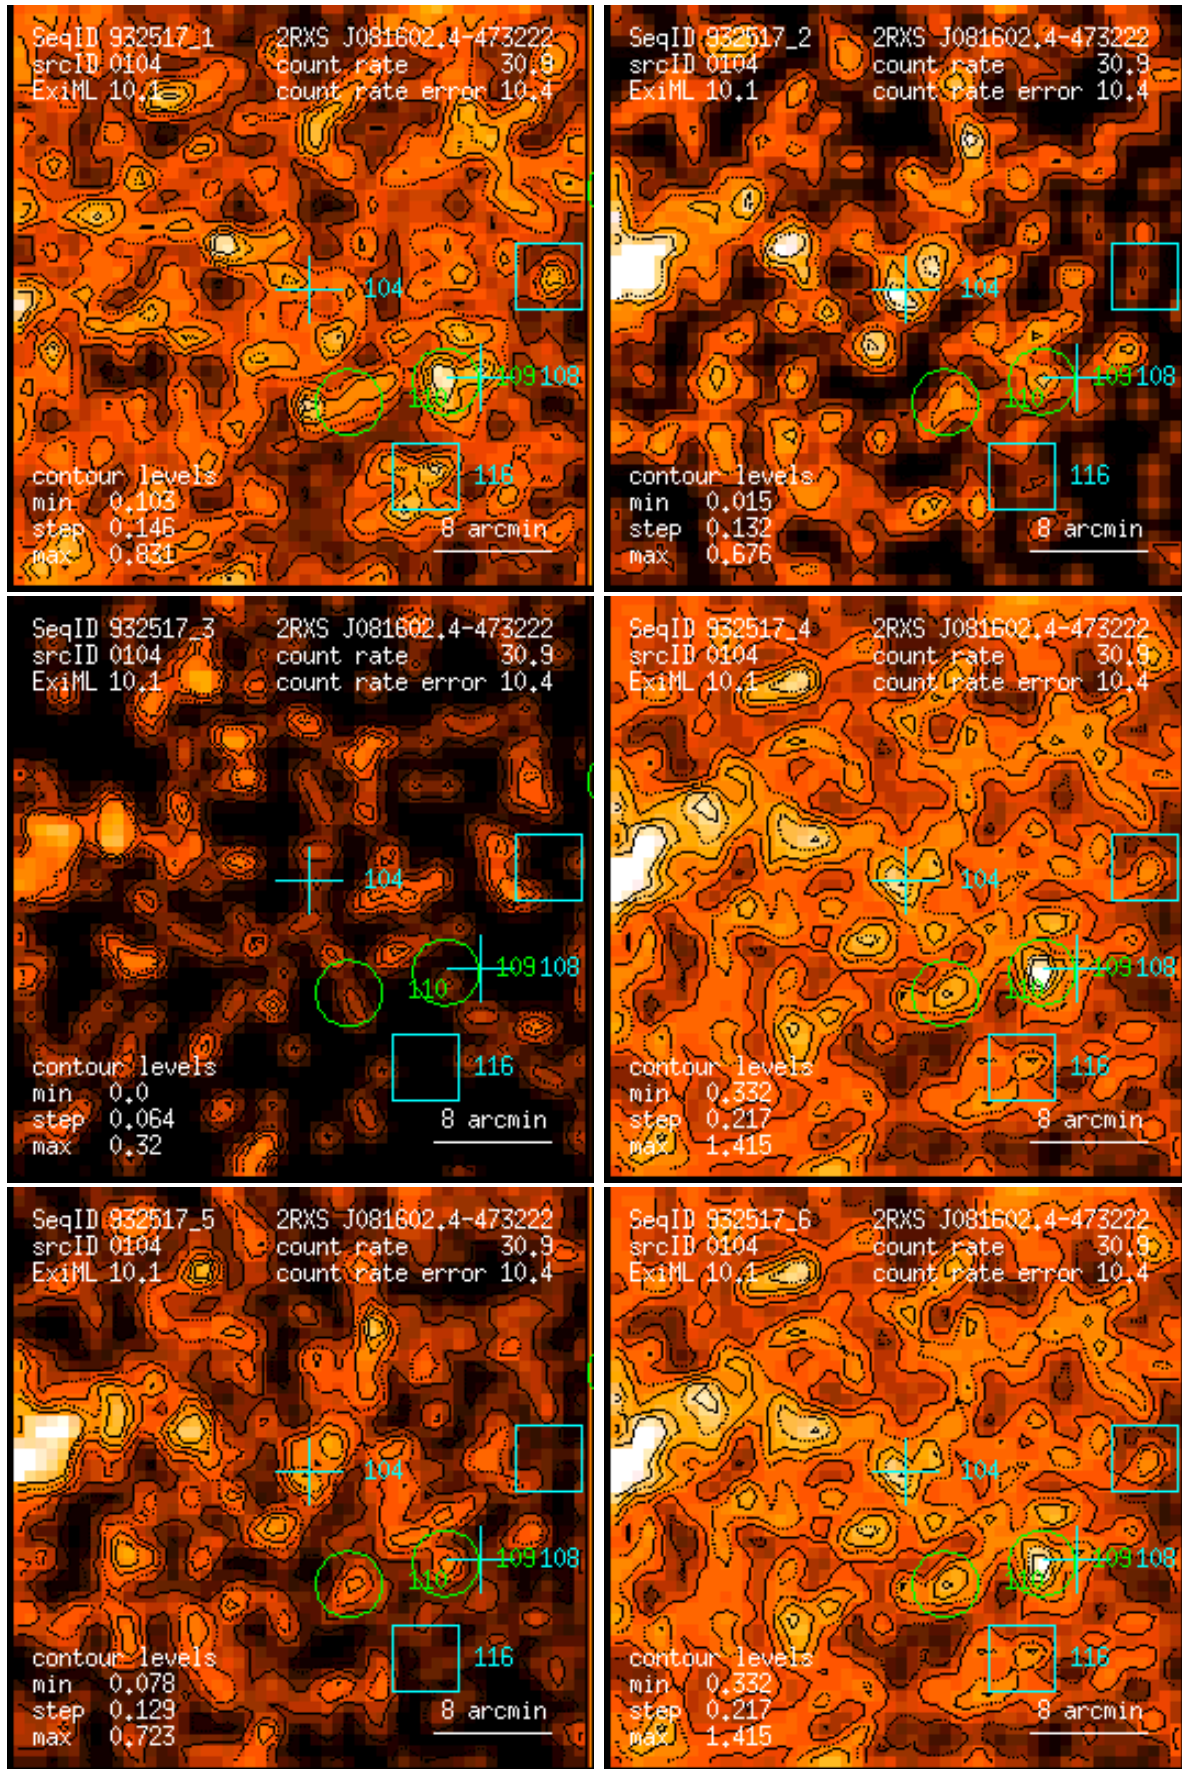 SeqID 932517_1 2RXS J081602.4-473222
srcID 0104 count rate 30.9
ExiML 10.1 count rate error 10.4
104
109 108
110
116
contour levels
min 0.103
step 0.146
max 0.831
8 arcmin
SeqID 932517_2 2RXS J081602.4-473222
srcID 0104 count rate 30.9
ExiML 10.1 count rate error 10.4
104
109 108
110
116
contour levels
min 0.015
step 0.132
max 0.676
8 arcmin
SeqID 932517_3 2RXS J081602.4-473222
srcID 0104 count rate 30.9
ExiML 10.1 count rate error 10.4
104
109 108
110
116
contour levels
min 0.0
step 0.064
max 0.32
8 arcmin
SeqID 932517_4 2RXS J081602.4-473222
srcID 0104 count rate 30.9
ExiML 10.1 count rate error 10.4
104
109 108
110
116
contour levels
min 0.332
step 0.217
max 1.415
8 arcmin
SeqID 932517_5 2RXS J081602.4-473222
srcID 0104 count rate 30.9
ExiML 10.1 count rate error 10.4
104
109 108
110
116
contour levels
min 0.078
step 0.129
max 0.723
8 arcmin
SeqID 932517_6 2RXS J081602.4-473222
srcID 0104 count rate 30.9
ExiML 10.1 count rate error 10.4
104
109 108
110
116
contour levels
min 0.332
step 0.217
max 1.415
8 arcmin